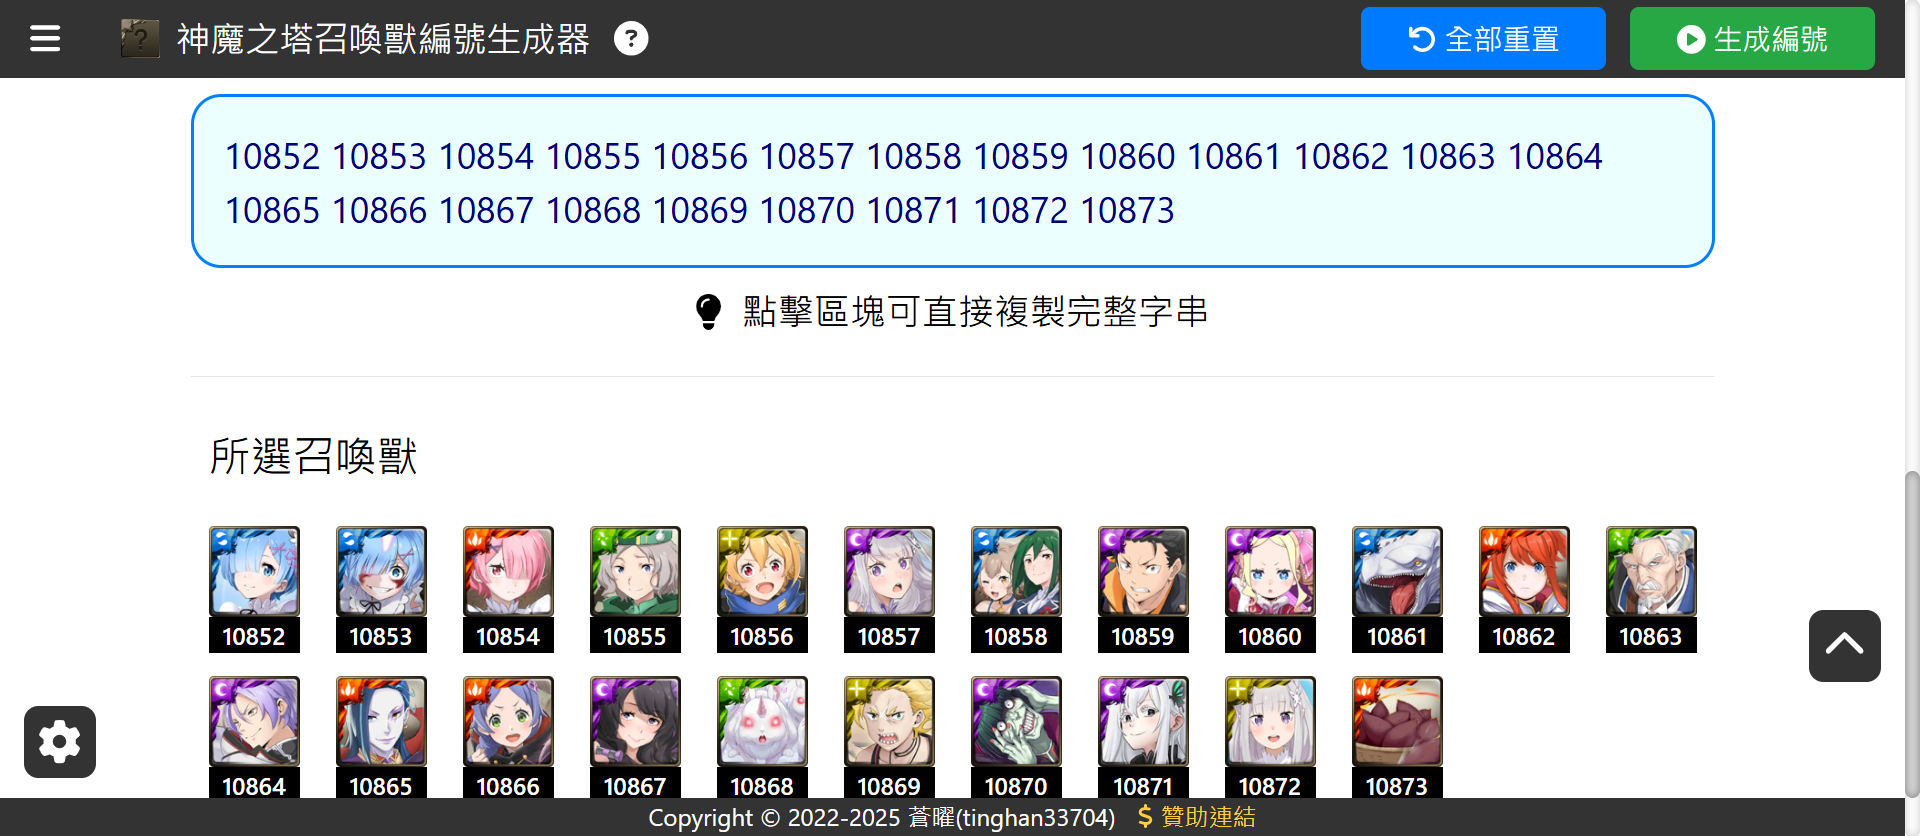 神魔之塔召喚獸編號生成器 ?
全部重置
生成編號
10852 10853 10854 10855 10856 10857 10858 10859 10860 10861 10862 10863 10864
10865 10866 10867 10868 10869 10870 10871 10872 10873
點擊區塊可直接複製完整字串
所選召喚獸
10852 10853 10854 10855 10856 10857 10858 10859 10860 10861 10862 10863
10864 10865 10866 10867 10868 10869 10870 10871 10872 10873
Copyright © 2022-2025 蒼曜(tinghan33704) $ 贊助連結